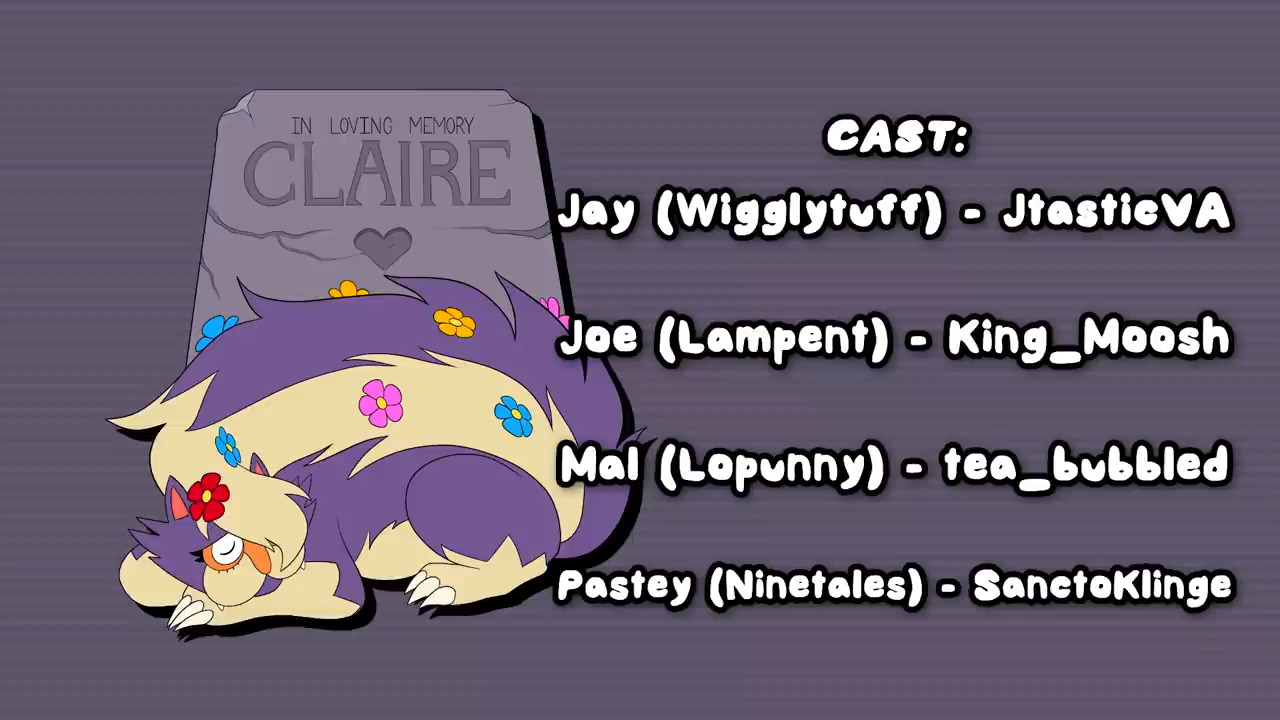 IN LOVING MEMORY
CLAIRE
CAST:
Jay (Wigglytuff) - JtasticVA
Joe (Lampent) - King_Moosh
Mal (Lopunny) - tea_bubbled
Pastey (Ninetales) - SanctoKlinge